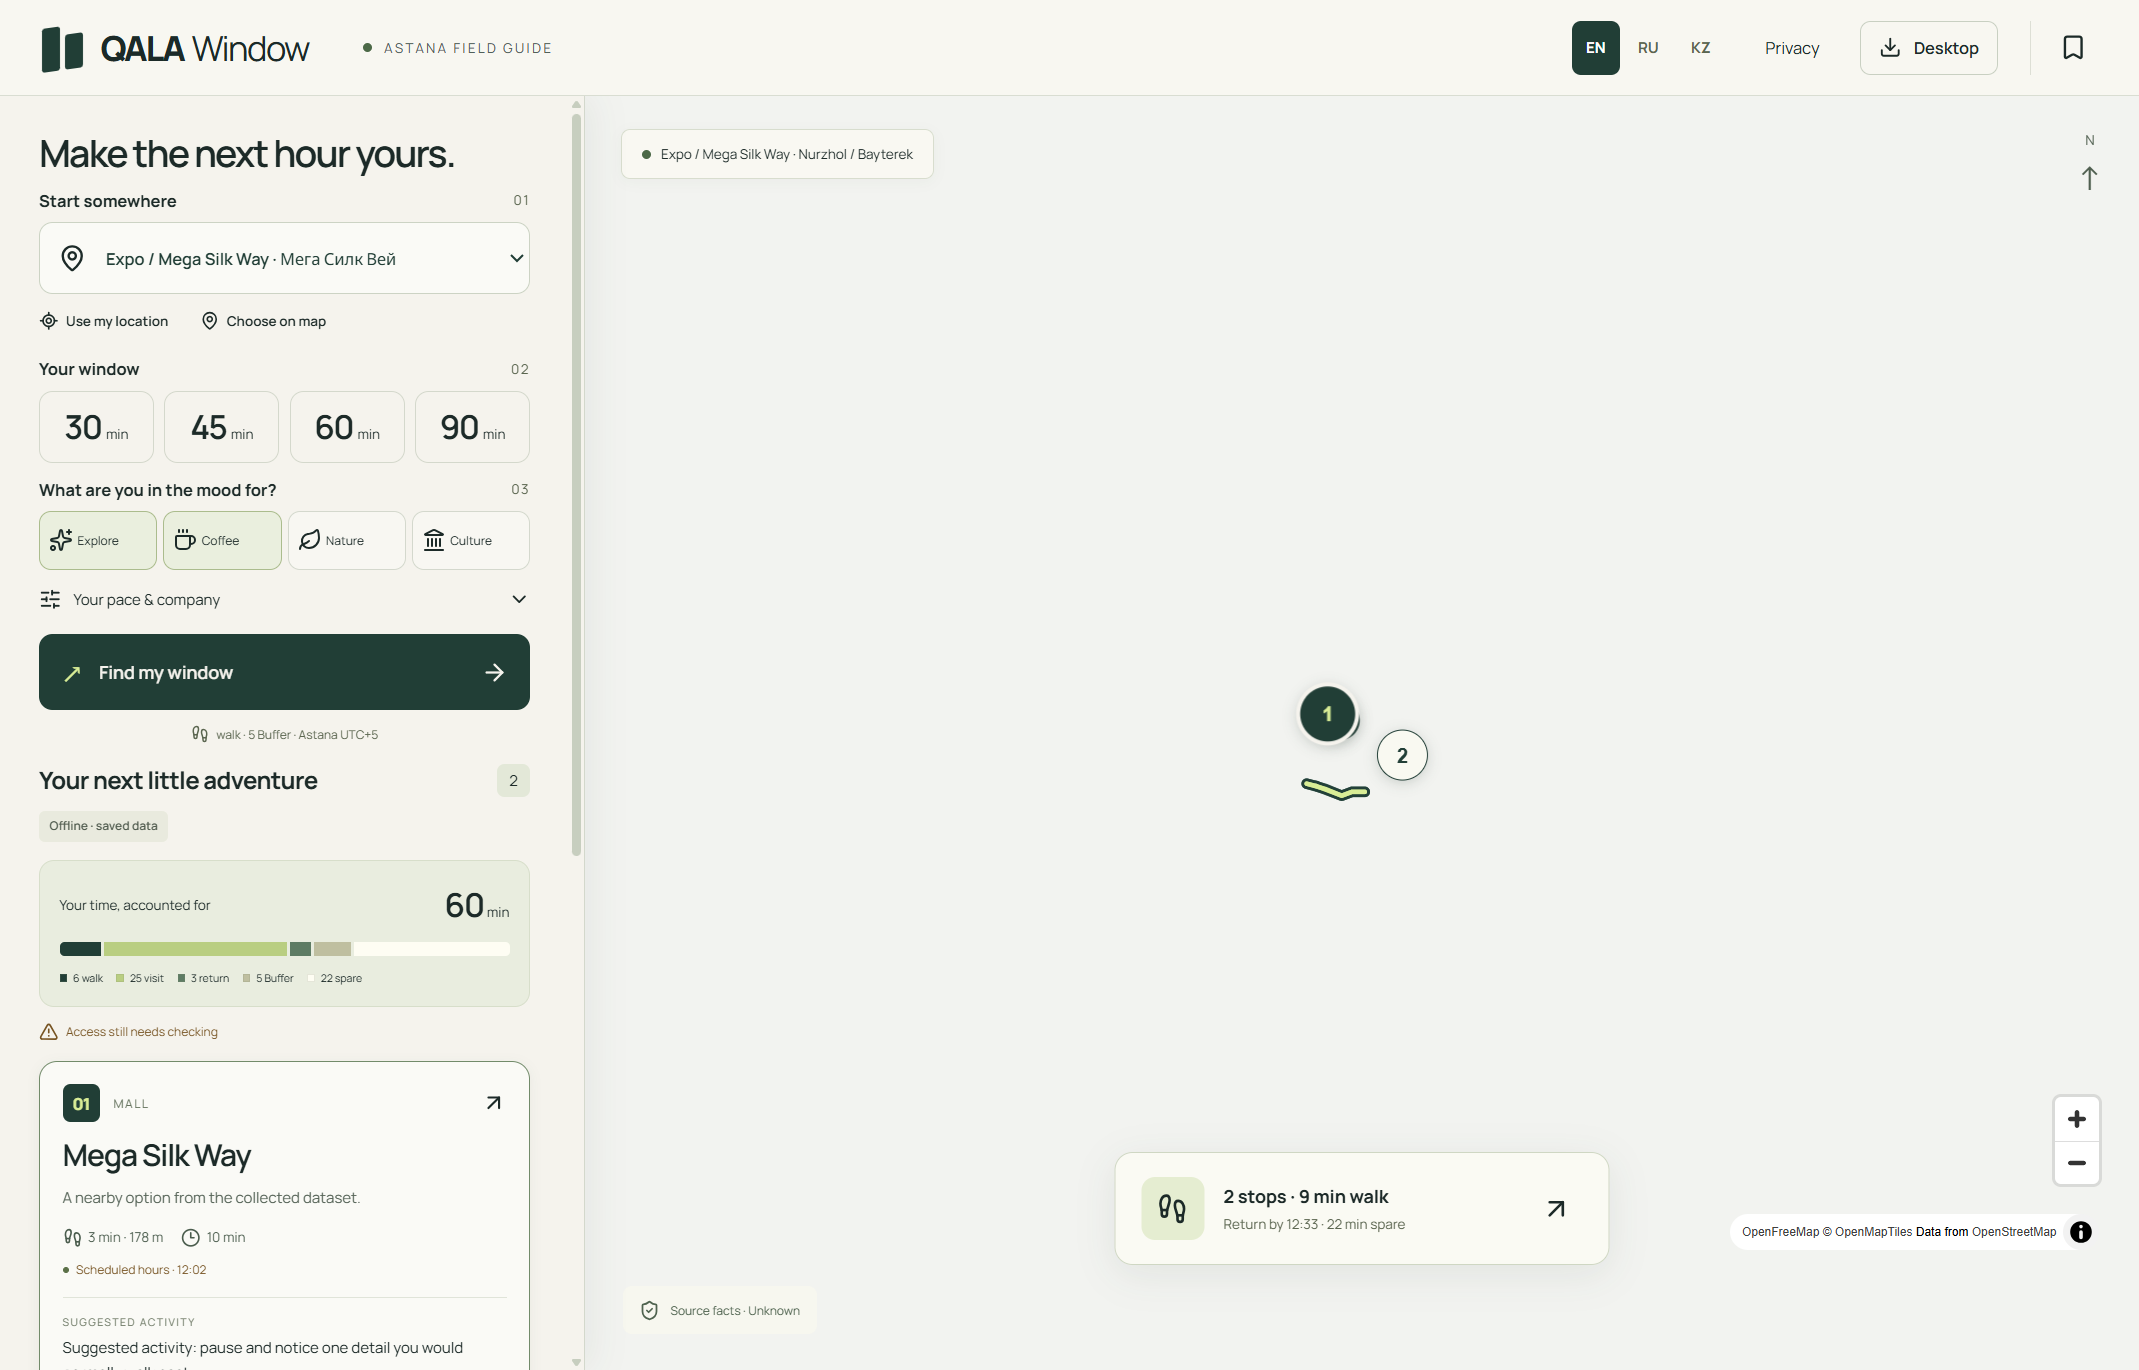 QALA Window
ASTANA FIELD GUIDE
EN
RU
KZ
Privacy
Desktop
Make the next hour yours.
Start somewhere
01
Expo / Mega Silk Way · Мега Силк Вей
Use my location
Choose on map
Your window
02
30 min
45 min
60 min
90 min
What are you in the mood for?
03
Explore
Coffee
Nature
Culture
Your pace & company
Find my window
walk · 5 Buffer · Astana UTC+5
Your next little adventure
2
Offline · saved data
Your time, accounted for
60 min
6 walk
25 visit
3 return
5 Buffer
22 spare
Access still needs checking
01
MALL
Mega Silk Way
A nearby option from the collected dataset.
3 min · 178 m
10 min
Scheduled hours · 12:02
SUGGESTED ACTIVITY
Suggested activity: pause and notice one detail you would
Expo / Mega Silk Way · Nurzhol / Bayterek
N
1
2
2 stops · 9 min walk
Return by 12:33 · 22 min spare
OpenFreeMap © OpenMapTiles Data from OpenStreetMap
Source facts · Unknown